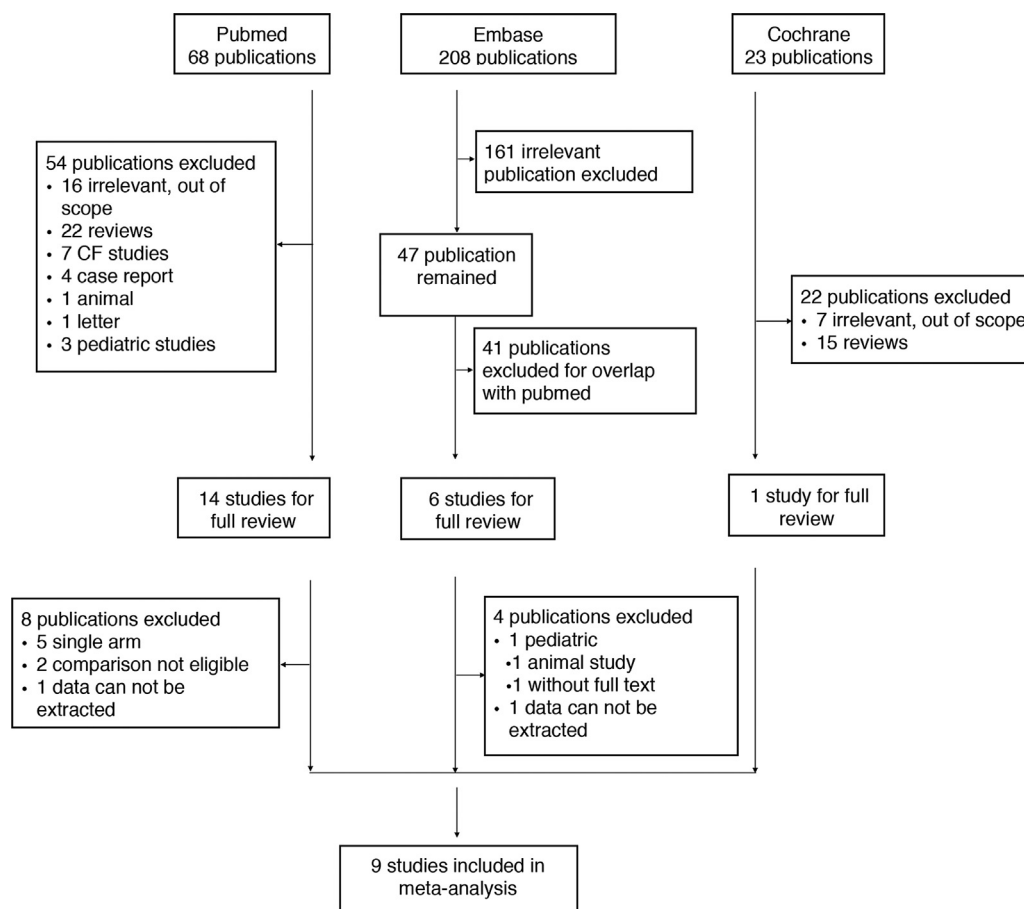 Pubmed
68 publications
Embase
208 publications
Cochrane
23 publications
54 publications excluded
• 16 irrelevant, out of
scope
• 22 reviews
• 7 CF studies
• 4 case report
• 1 animal
• 1 letter
• 3 pediatric studies
161 irrelevant
publication excluded
47 publication
remained
41 publications
excluded for overlap
with pubmed
22 publications excluded
• 7 irrelevant, out of scope
• 15 reviews
14 studies for
full review
6 studies for
full review
1 study for full
review
8 publications excluded
• 5 single arm
• 2 comparison not eligible
• 1 data can not be
extracted
4 publications excluded
• 1 pediatric
•1 animal study
•1 without full text
• 1 data can not be
extracted
9 studies included in
meta-analysis